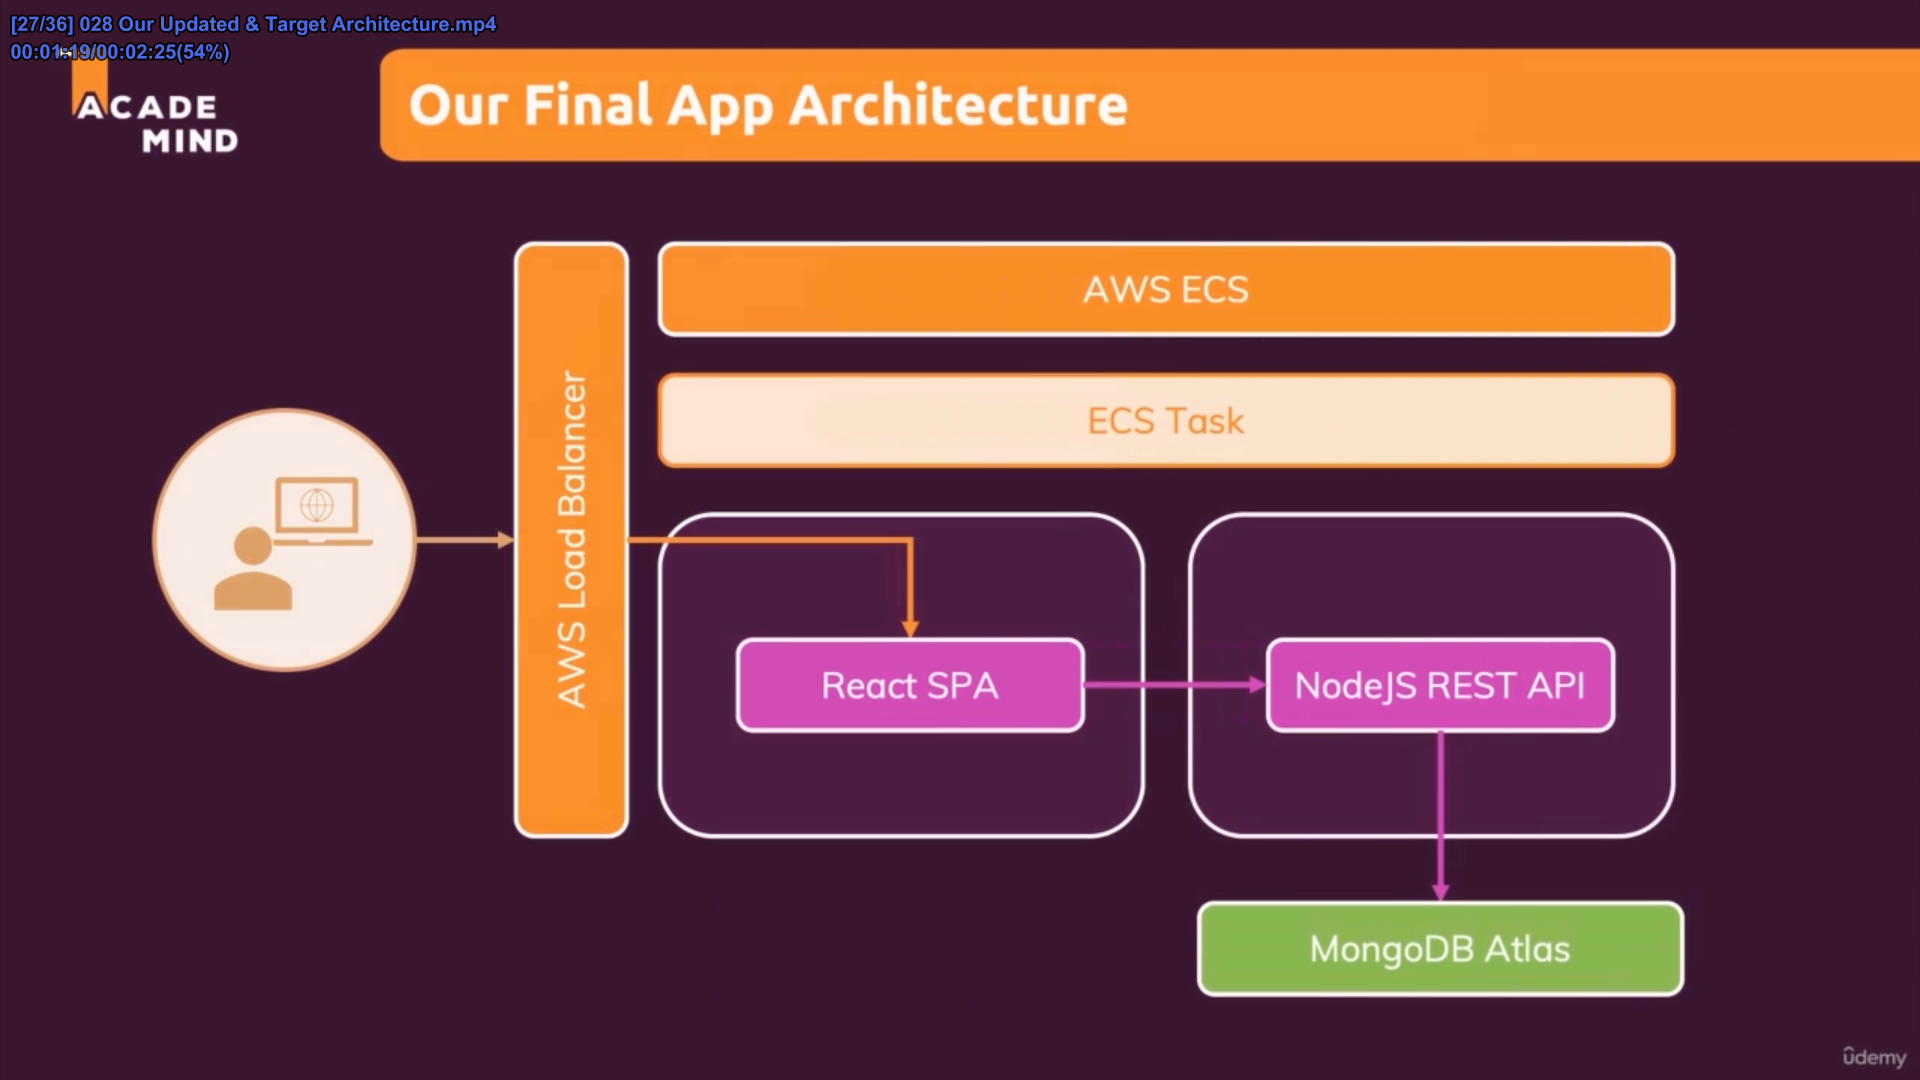 [27/36] 028 Our Updated & Target Architecture.mp4
00:01:19/00:02:25(54%)
ACADE
MIND
Our Final App Architecture
AWS Load Balancer
AWS ECS
ECS Task
React SPA
NodeJS REST API
MongoDB Atlas
ûdemy